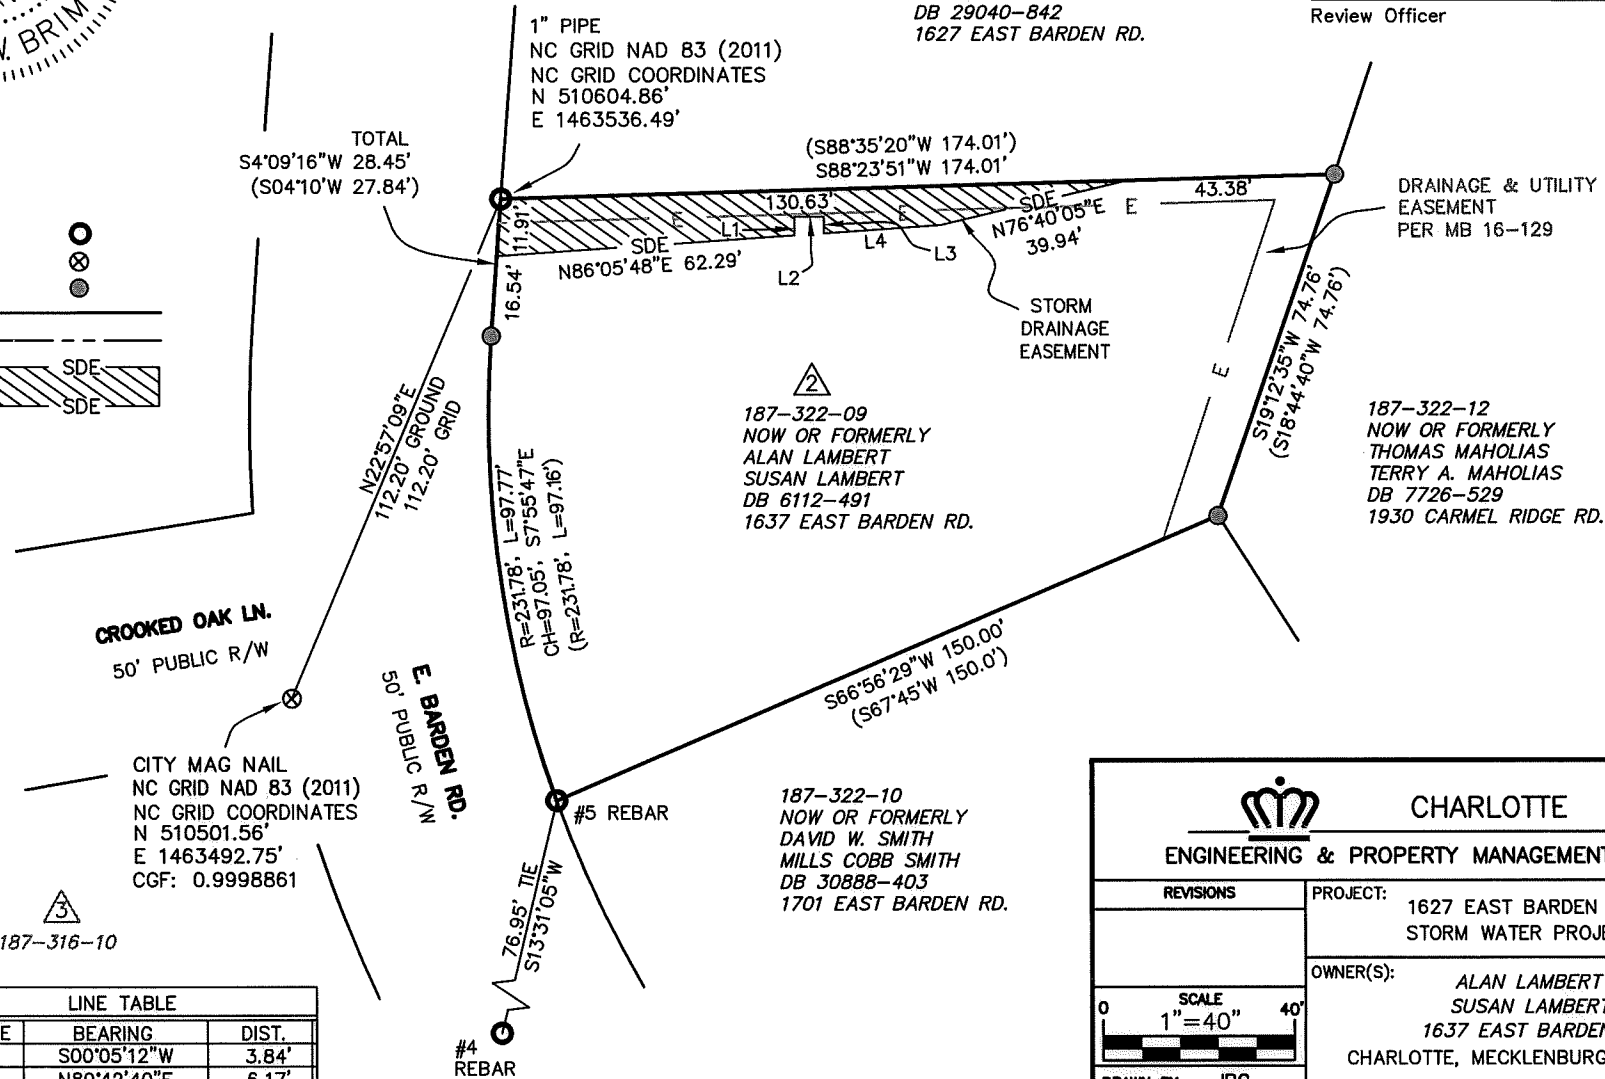 W. BRIM
DB 29040-842
1627 EAST BARDEN RD.
Review Officer
1" PIPE
NC GRID NAD 83 (2011)
NC GRID COORDINATES
N 510604.86'
E 1463536.49'
TOTAL
S4°09'16"W 28.45'
(S04°10'W 27.84')
(S88°35'20"W 174.01')
S88°23'51"W 174.01'
130.63'
43.38'
11.91'
16.54'
SDE
SDE
E
E
E
E
L1
L2
L3
L4
N86°05'48"E 62.29'
N76°40'05"E
39.94'
DRAINAGE & UTILITY
EASEMENT
PER MB 16-129
STORM
DRAINAGE
EASEMENT
SDE
SDE
S19°12'35"W 74.76'
(S18°44'40"W 74.76')
N22°57'09"E
112.20' GROUND
112.20' GRID
R=231.78', L=97.77'
CH=97.05', S7°55'47"E
(R=231.78', L=97.16')
2
187-322-09
NOW OR FORMERLY
ALAN LAMBERT
SUSAN LAMBERT
DB 6112-491
1637 EAST BARDEN RD.
187-322-12
NOW OR FORMERLY
THOMAS MAHOLIAS
TERRY A. MAHOLIAS
DB 7726-529
1930 CARMEL RIDGE RD.
CROOKED OAK LN.
50' PUBLIC R/W
E. BARDEN RD.
50' PUBLIC R/W
S66°56'29"W 150.00'
(S67°45'W 150.0')
CITY MAG NAIL
NC GRID NAD 83 (2011)
NC GRID COORDINATES
N 510501.56'
E 1463492.75'
CGF: 0.9998861
#5 REBAR
187-322-10
NOW OR FORMERLY
DAVID W. SMITH
MILLS COBB SMITH
DB 30888-403
1701 EAST BARDEN RD.
3
187-316-10
76.95' TIE
S13°31'05"W
#4
REBAR
LINE TABLE
E BEARING DIST.
S00°05'12"W 3.84'
N89°42'40"E 6.17'
CHARLOTTE
ENGINEERING & PROPERTY MANAGEMENT
REVISIONS
PROJECT:
1627 EAST BARDEN
STORM WATER PROJE
OWNER(S):
ALAN LAMBERT
SUSAN LAMBERT
1637 EAST BARDEN
CHARLOTTE, MECKLENBURG
SCALE
0 1"=40" 40'